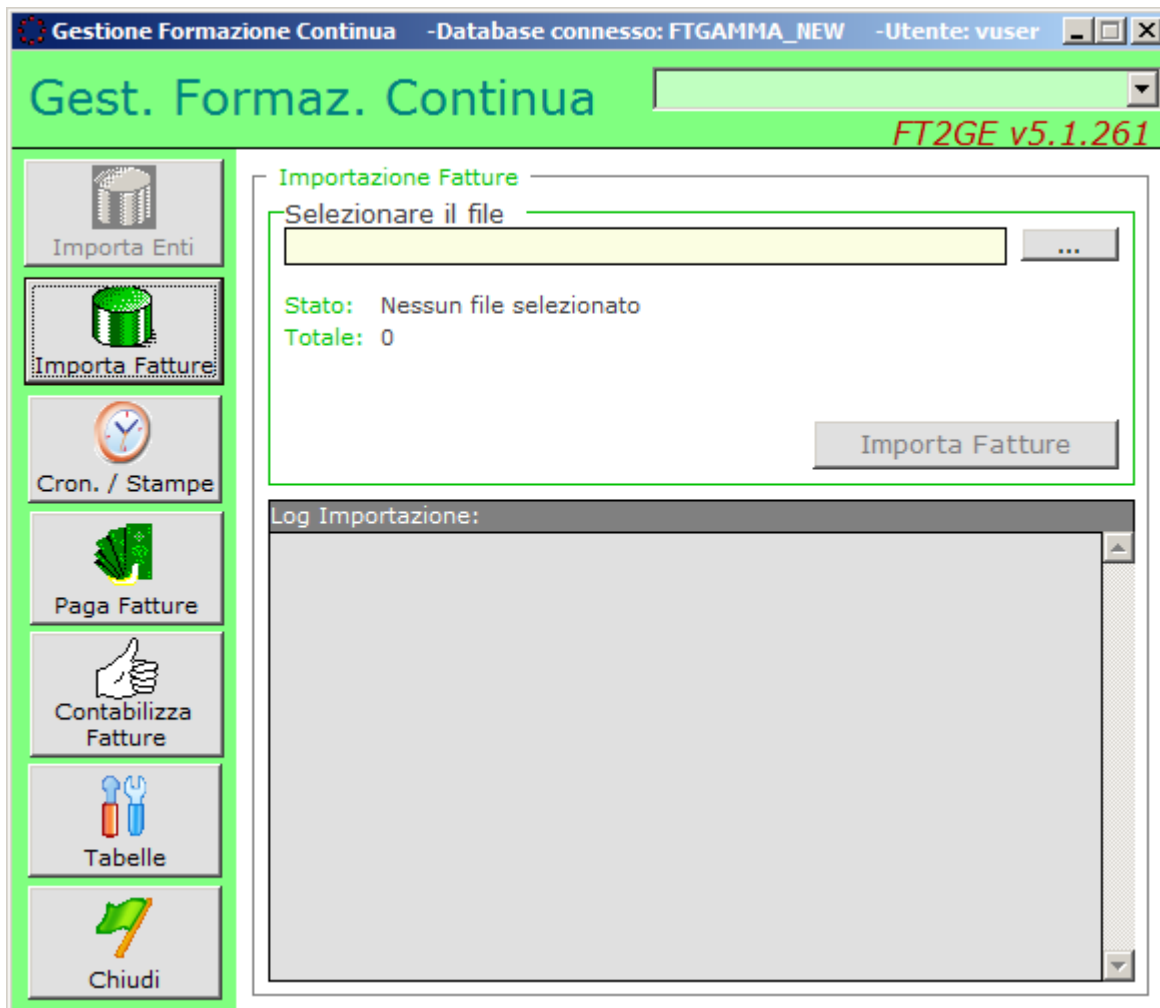 Gestione Formazione Continua -Database connesso: FTGAMMA_NEW -Utente: vuser
Gest. Formaz. Continua
FT2GE v5.1.261
Importa Enti
Importa Fatture
Cron. / Stampe
Paga Fatture
Contabilizza
Fatture
Tabelle
Chiudi
Importazione Fatture
Selezionare il file
...
Stato: Nessun file selezionato
Totale: 0
Importa Fatture
Log Importazione: